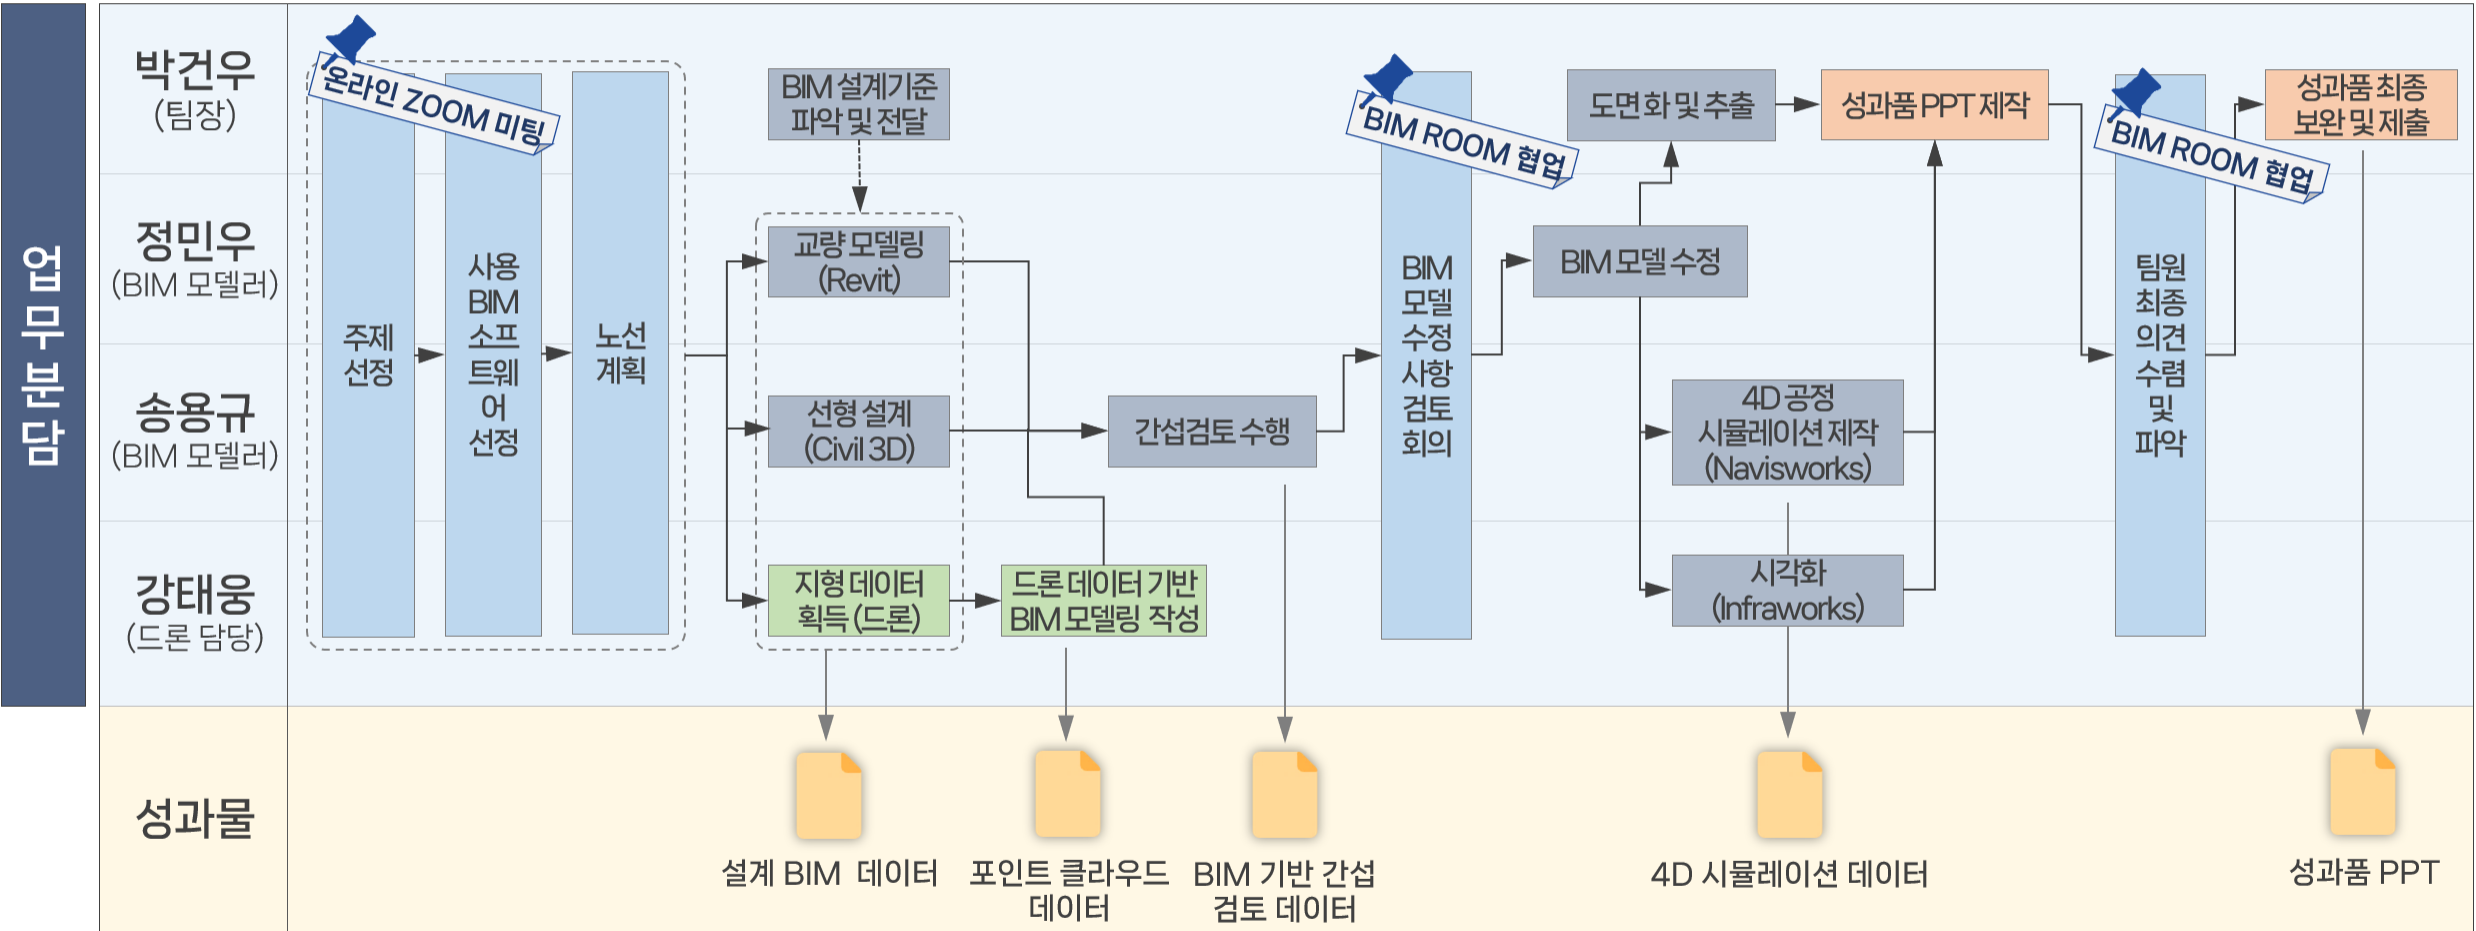 업무분담
박건우
(팀장)
정민우
(BIM 모델러)
송용규
(BIM 모델러)
강태웅
(드론 담당)
성과물
온라인 ZOOM 미팅
주제
선정
사용
BIM
소프
트웨
어
선정
노선
계획
BIM 설계기준
파악 및 전달
교량 모델링
(Revit)
선형 설계
(Civil 3D)
지형 데이터
획득 (드론)
드론 데이터 기반
BIM 모델링 작성
간섭검토 수행
BIM ROOM 협업
BIM
모델
수정
사항
검토
회의
도면화 및 추출
BIM 모델 수정
4D 공정
시뮬레이션 제작
(Navisworks)
시각화
(Infraworks)
성과품 PPT 제작
BIM ROOM 협업
팀원
최종
의견
수렴
및
파악
성과품 최종
보완 및 제출
설계 BIM 데이터
포인트 클라우드
데이터
BIM 기반 간섭
검토 데이터
4D 시뮬레이션 데이터
성과품 PPT